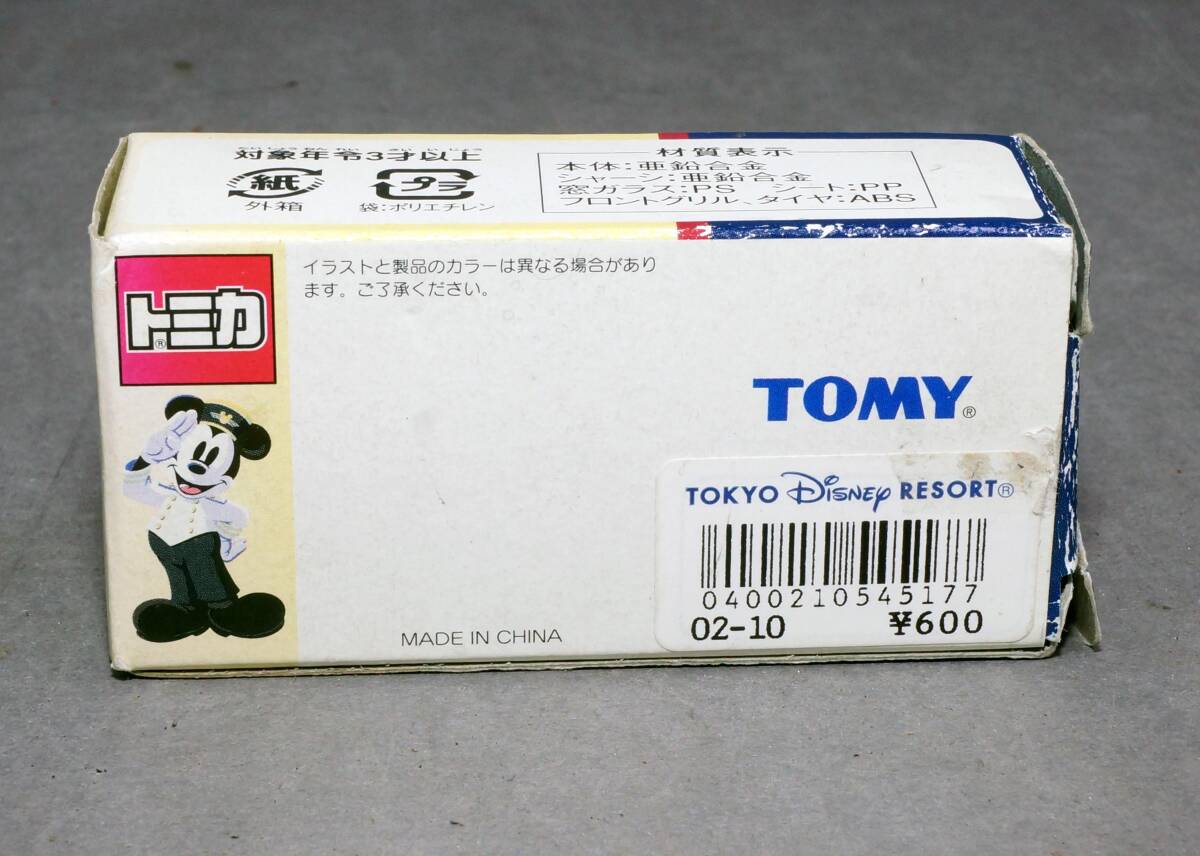 対象年令3才以上
紙
外箱
プラ
袋:ポリエチレン
材質表示
本体:亜鉛合金
シャーシ:亜鉛合金
窓ガラス:PS シート:PP
フロントグリル、タイヤ:ABS
トミカ®
イラストと製品のカラーは異なる場合があり
ます。ご了承ください。
TOMY®
TOKYO Disney RESORT®
0400210545177
02-10 ¥600
MADE IN CHINA